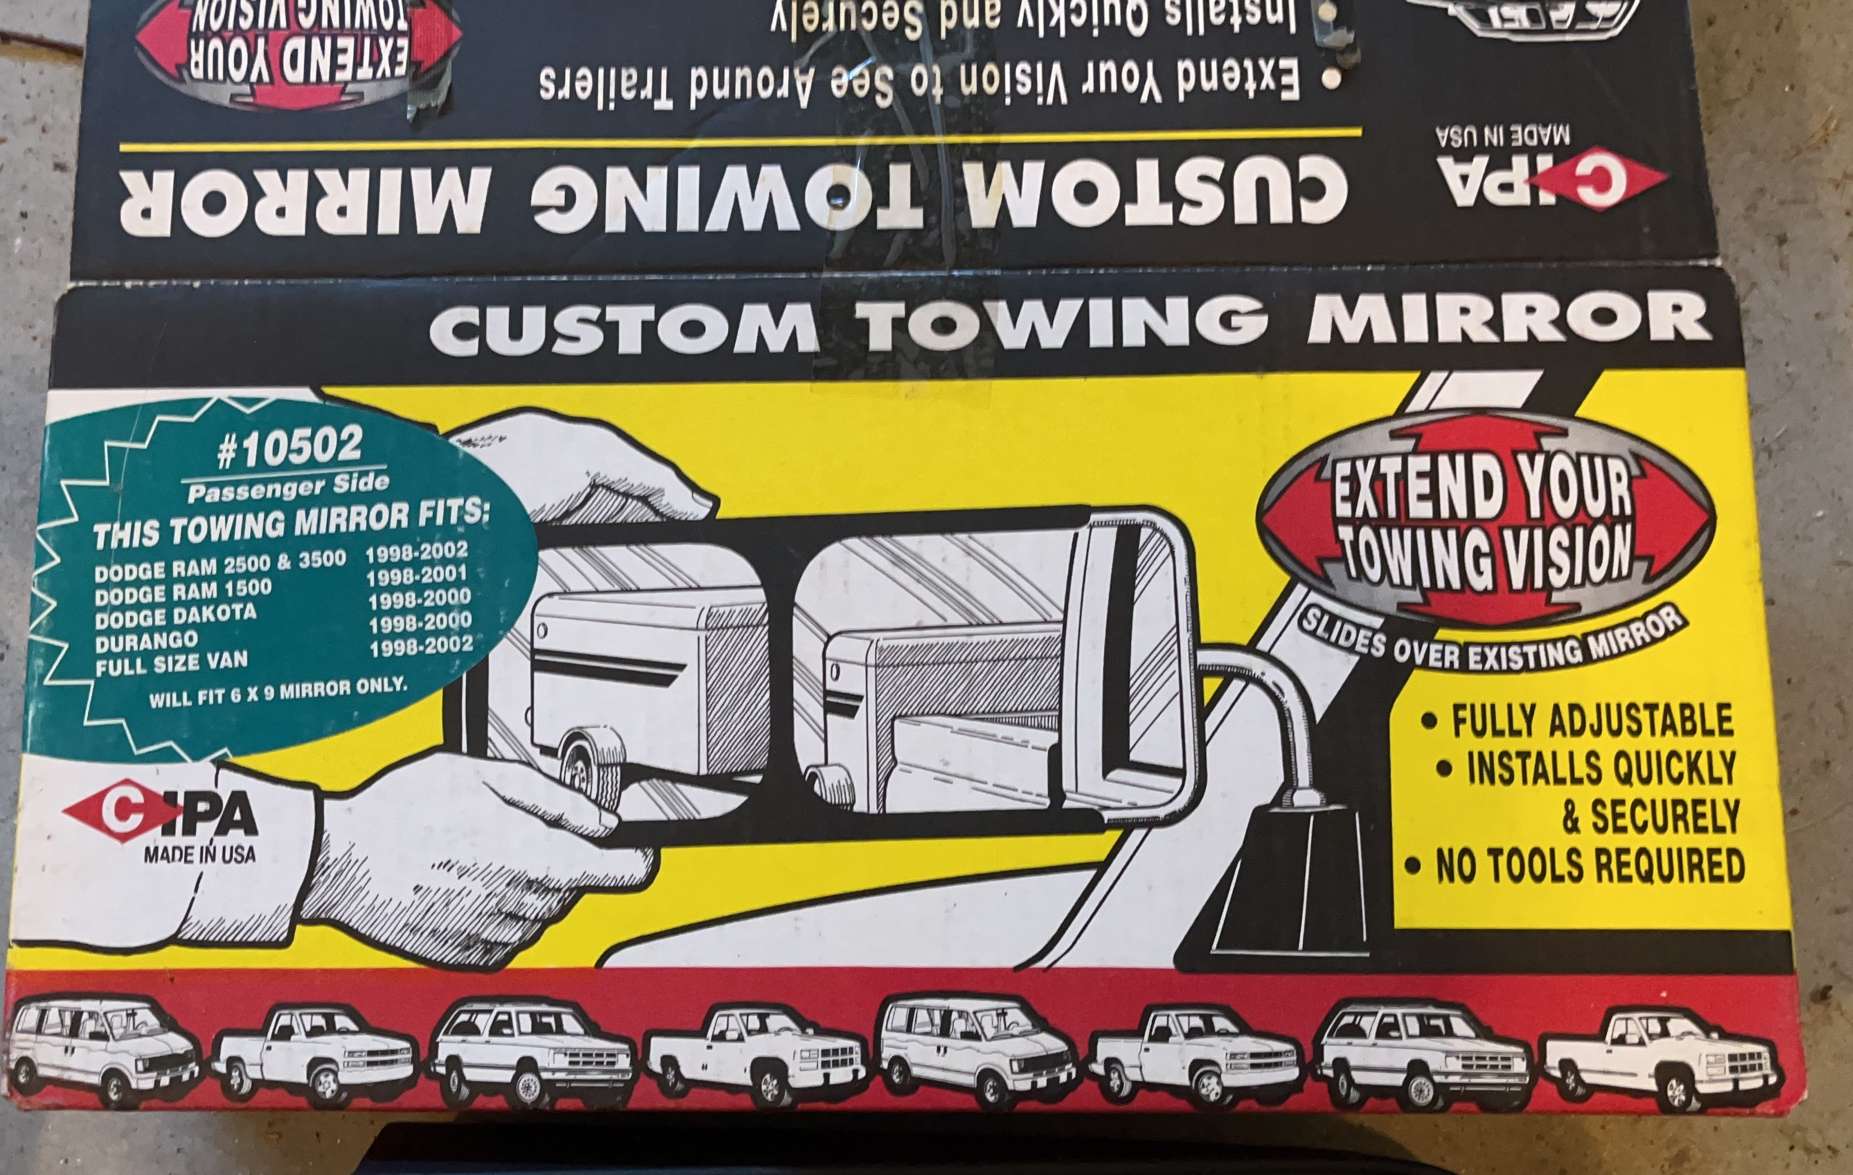 TOWING VISION
EXTEND YOUR
• Installs Quickly and Securely
• Extend Your Vision to See Around Trailers
CIPA
MADE IN USA
CUSTOM TOWING MIRROR
CUSTOM TOWING MIRROR
#10502
Passenger Side
THIS TOWING MIRROR FITS:
DODGE RAM 2500 & 3500 1998-2002
DODGE RAM 1500 1998-2001
DODGE DAKOTA 1998-2000
DURANGO 1998-2000
FULL SIZE VAN 1998-2002
WILL FIT 6 X 9 MIRROR ONLY.
CIPA
MADE IN USA
EXTEND YOUR
TOWING VISION
SLIDES OVER EXISTING MIRROR
• FULLY ADJUSTABLE
• INSTALLS QUICKLY
& SECURELY
• NO TOOLS REQUIRED